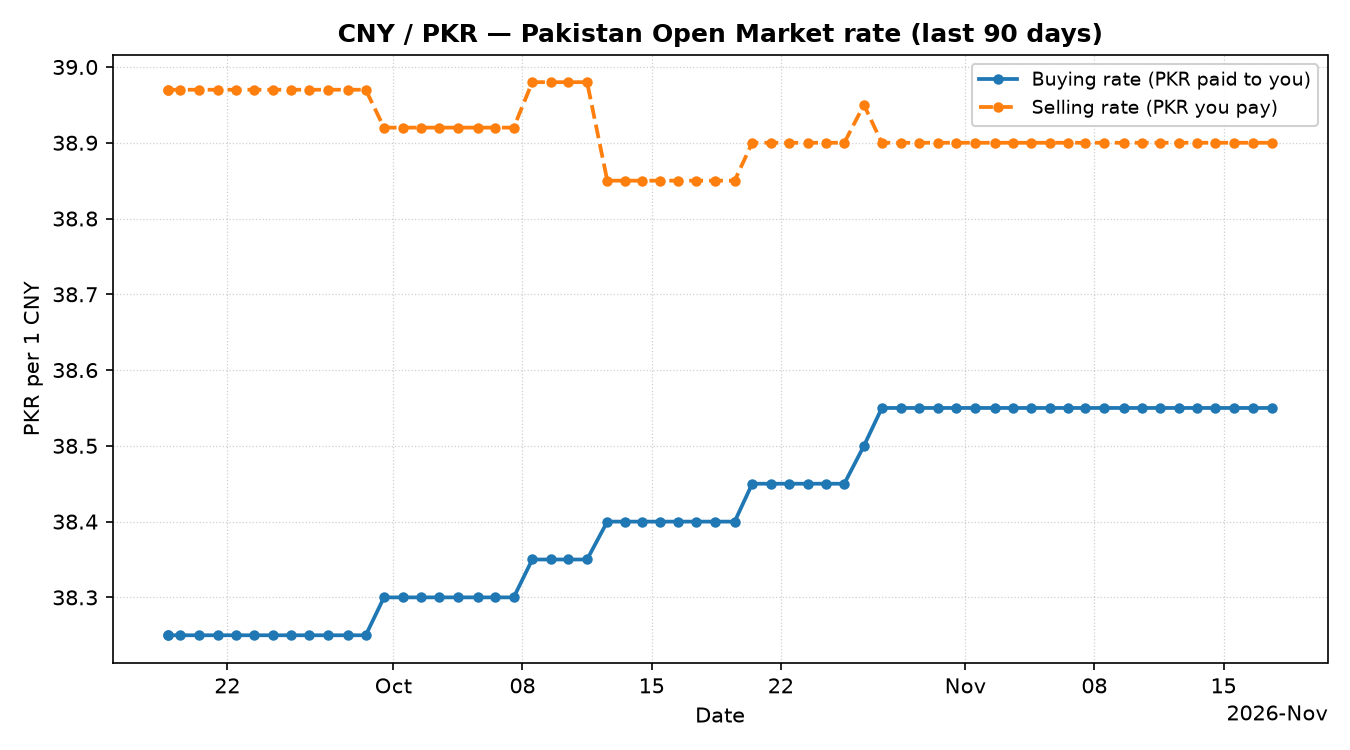 CNY / PKR — Pakistan Open Market rate (last 90 days)
Buying rate (PKR paid to you)
Selling rate (PKR you pay)
PKR per 1 CNY
39.0
38.9
38.8
38.7
38.6
38.5
38.4
38.3
22 Oct 08 15 22 Nov 08 15
2026-Nov
Date